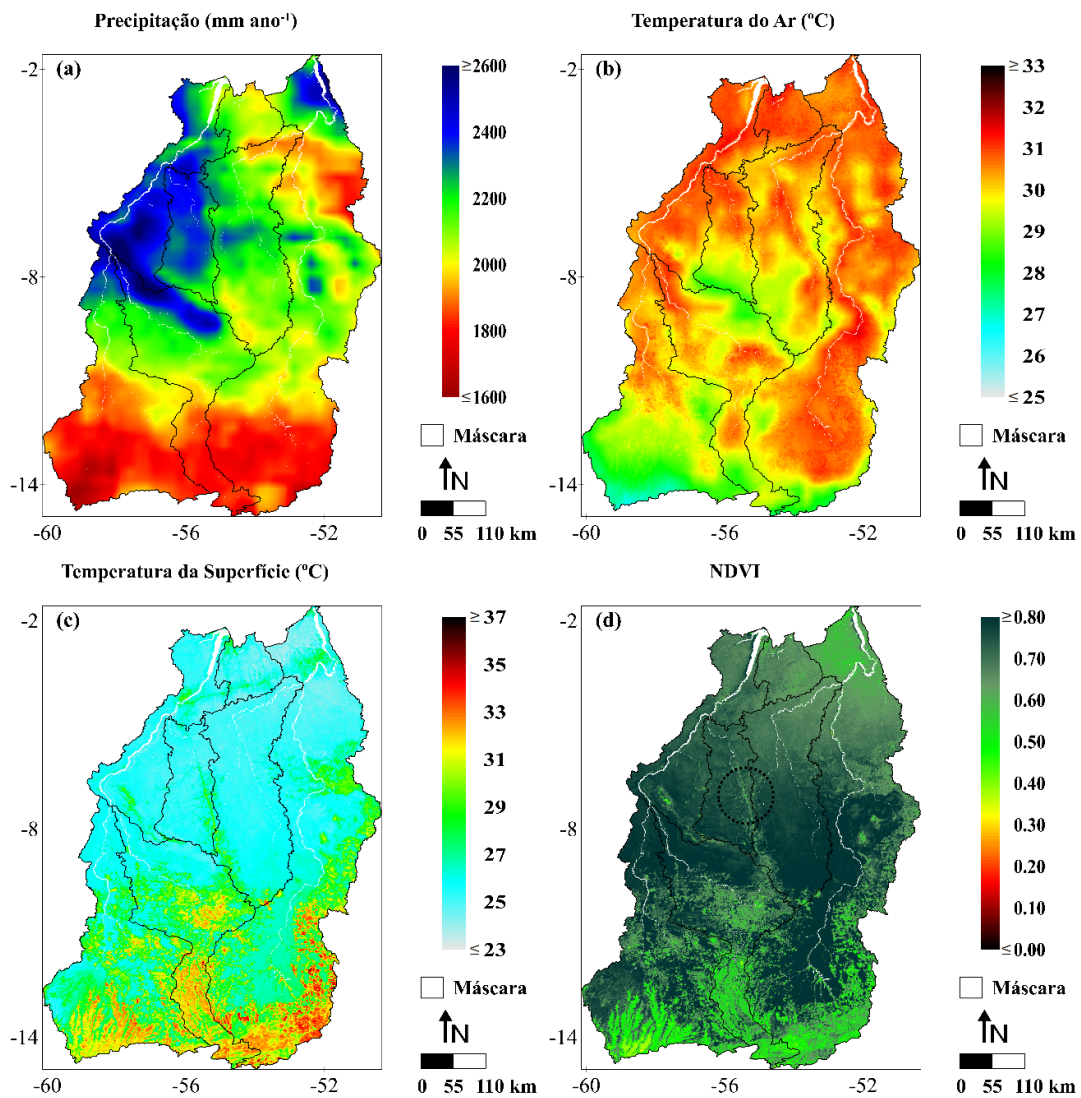 Precipitação (mm ano⁻¹)
(a)
-2
-8
-14
-60
-56
-52
≥2600
2400
2200
2000
1800
≤1600
Máscara
N
0 55 110 km
Temperatura do Ar (ºC)
(b)
-2
-8
-14
-60
-56
-52
≥ 33
32
31
30
29
28
27
26
≤ 25
Máscara
N
0 55 110 km
Temperatura da Superfície (ºC)
(c)
-2
-8
-14
-60
-56
-52
≥ 37
35
33
31
29
27
25
≤ 23
Máscara
N
0 55 110 km
NDVI
(d)
-2
-8
-14
-60
-56
-52
≥0.80
0.70
0.60
0.50
0.40
0.30
0.20
0.10
≤0.00
Máscara
N
0 55 110 km